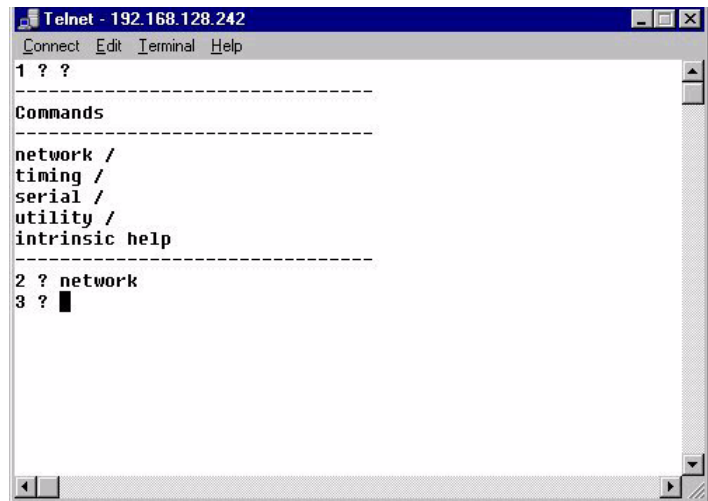 Telnet - 192.168.128.242
Connect Edit Terminal Help
1 ? ?
--------------------------------
Commands
--------------------------------
network /
timing /
serial /
utility /
intrinsic help
--------------------------------
2 ? network
3 ?